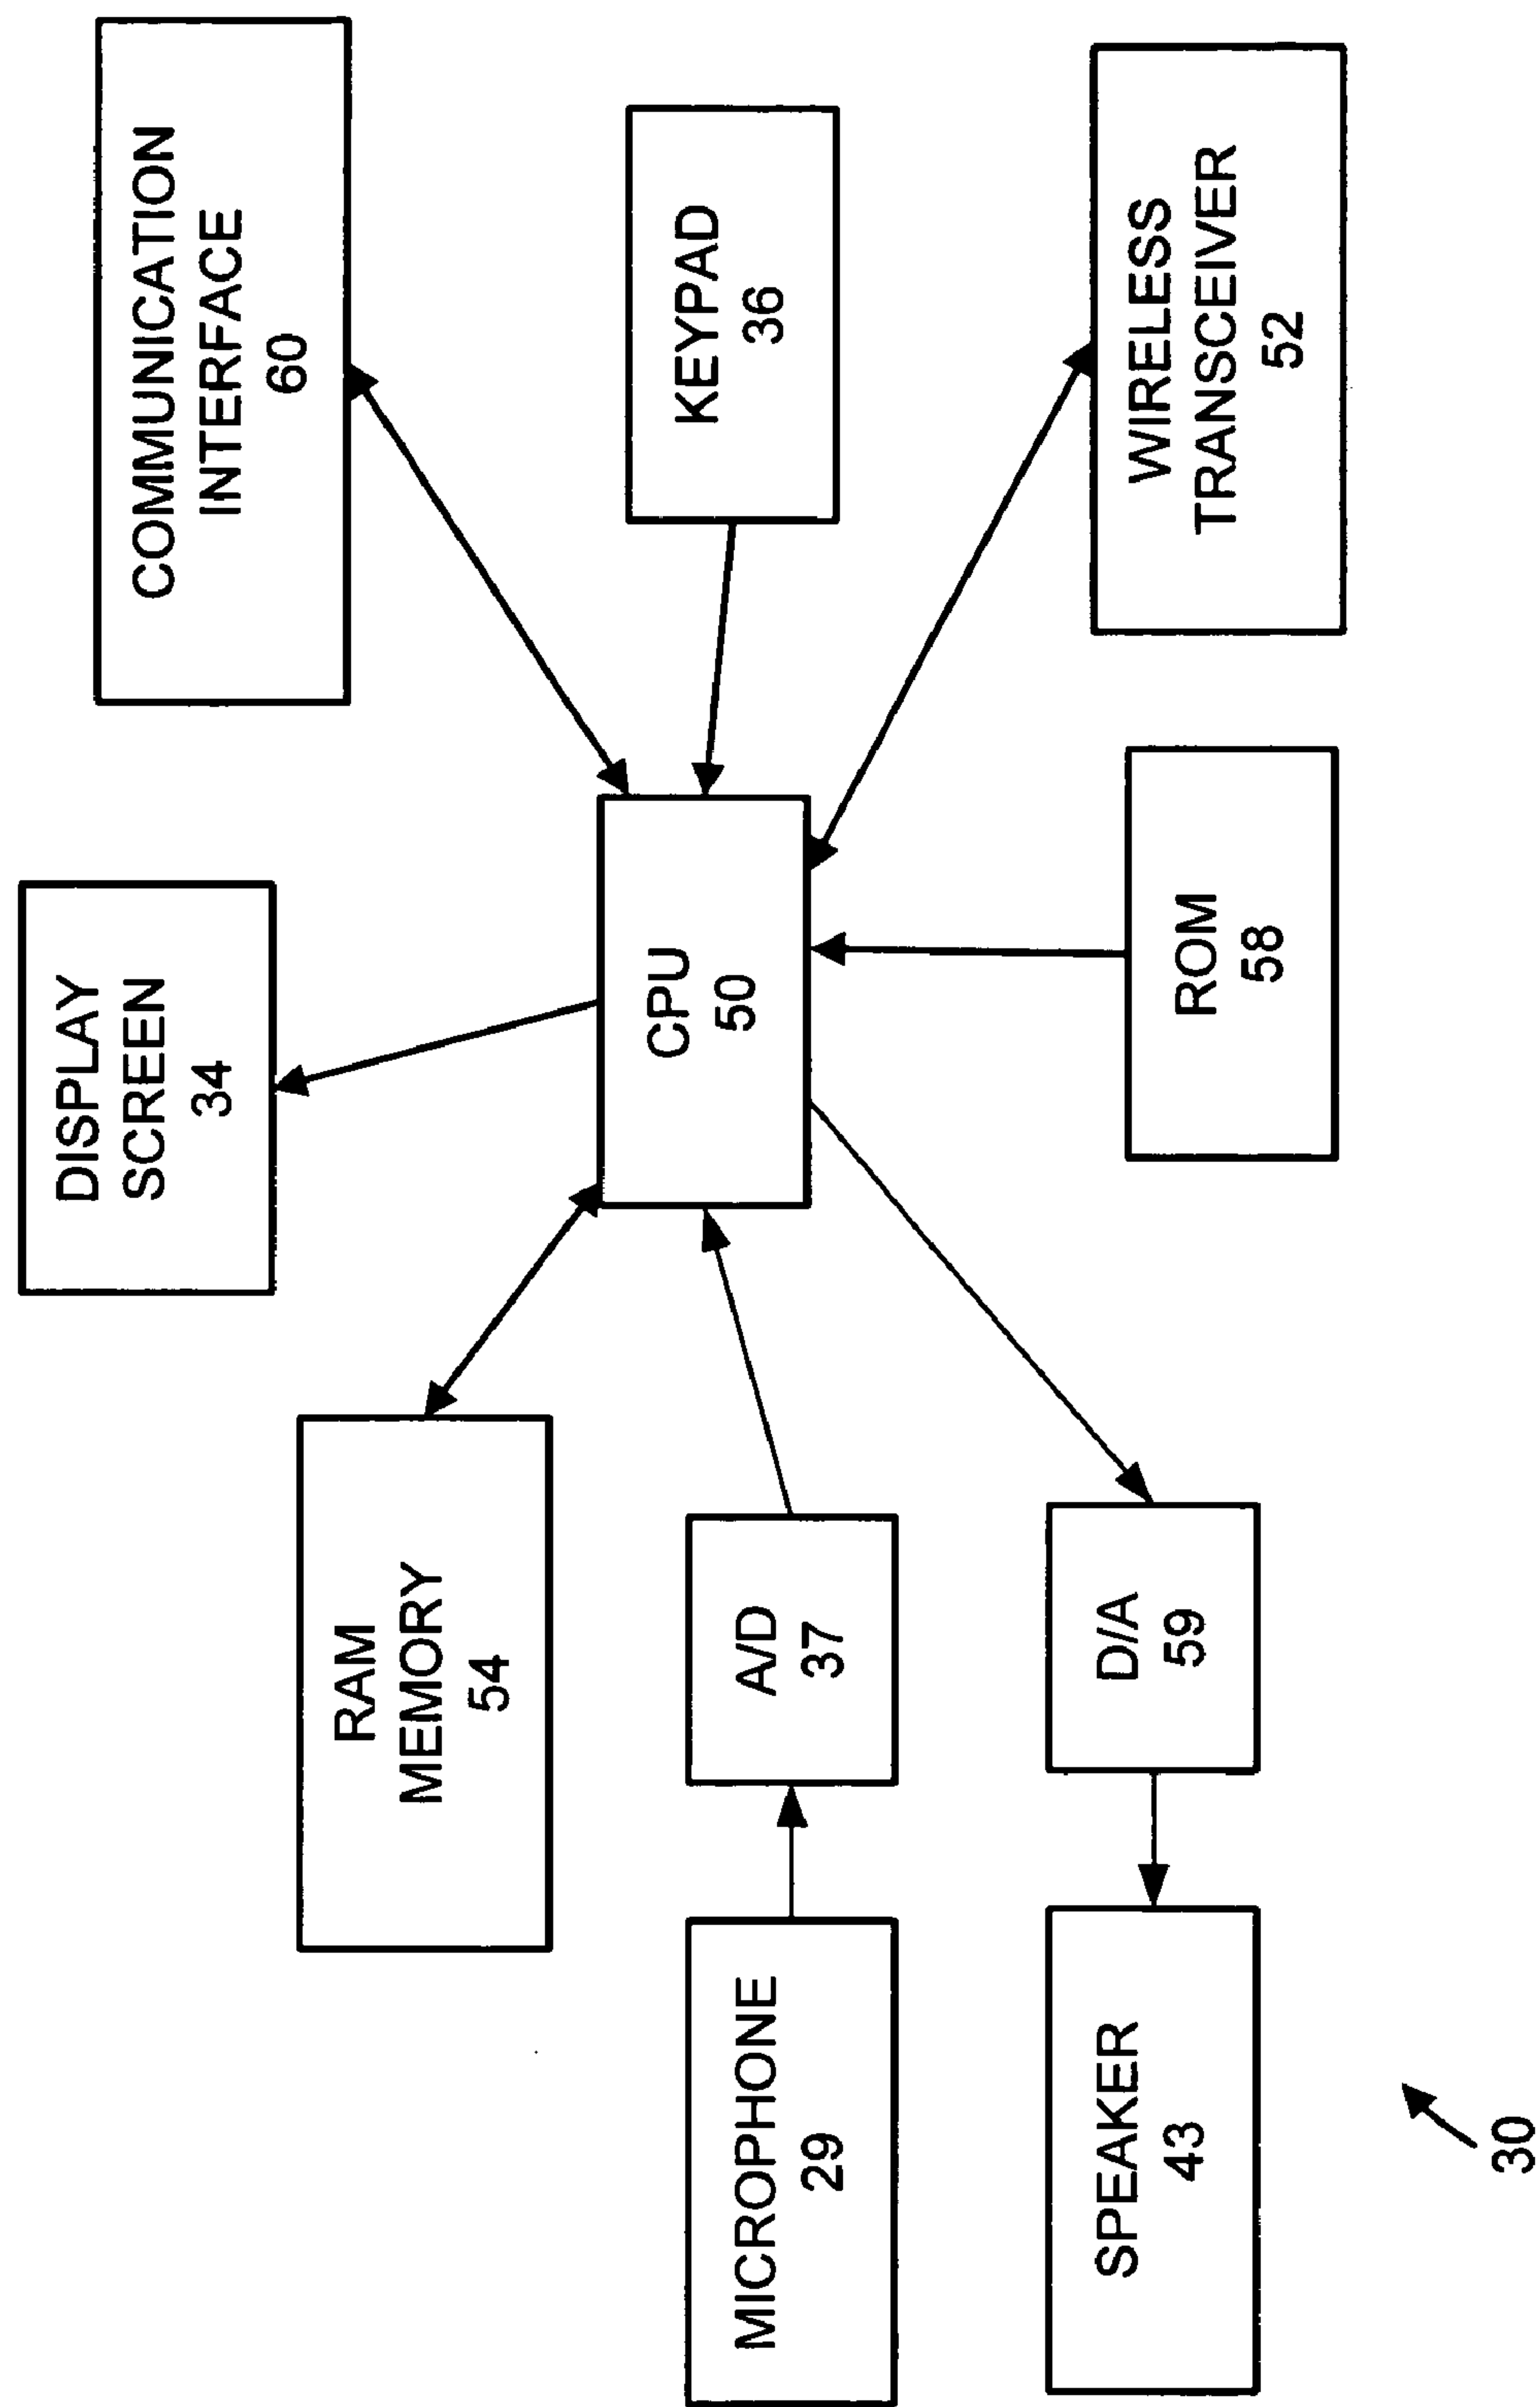 DISPLAY
SCREEN
34
COMMUNICATION
INTERFACE
60
RAM
MEMORY
54
CPU
50
KEYPAD
36
MICROPHONE
29
A/D
37
SPEAKER
43
D/A
59
ROM
58
WIRELESS
TRANSCEIVER
52
30